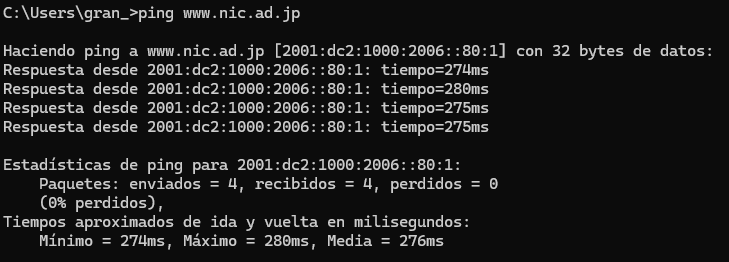 C:\Users\gran_>ping www.nic.ad.jp
Haciendo ping a www.nic.ad.jp [2001:dc2:1000:2006::80:1] con 32 bytes de datos:
Respuesta desde 2001:dc2:1000:2006::80:1: tiempo=274ms
Respuesta desde 2001:dc2:1000:2006::80:1: tiempo=280ms
Respuesta desde 2001:dc2:1000:2006::80:1: tiempo=275ms
Respuesta desde 2001:dc2:1000:2006::80:1: tiempo=275ms
Estadísticas de ping para 2001:dc2:1000:2006::80:1:
    Paquetes: enviados = 4, recibidos = 4, perdidos = 0
    (0% perdidos),
Tiempos aproximados de ida y vuelta en milisegundos:
    Mínimo = 274ms, Máximo = 280ms, Media = 276ms